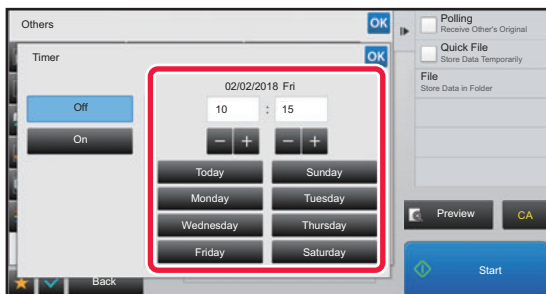 Others
OK
Timer
OK
02/02/2018 Fri
10 : 15
Off
On
− + − +
Today Sunday
Monday Tuesday
Wednesday Thursday
Friday Saturday
Back
Polling
Receive Other's Original
Quick File
Store Data Temporarily
File
Store Data in Folder
Preview
CA
Start